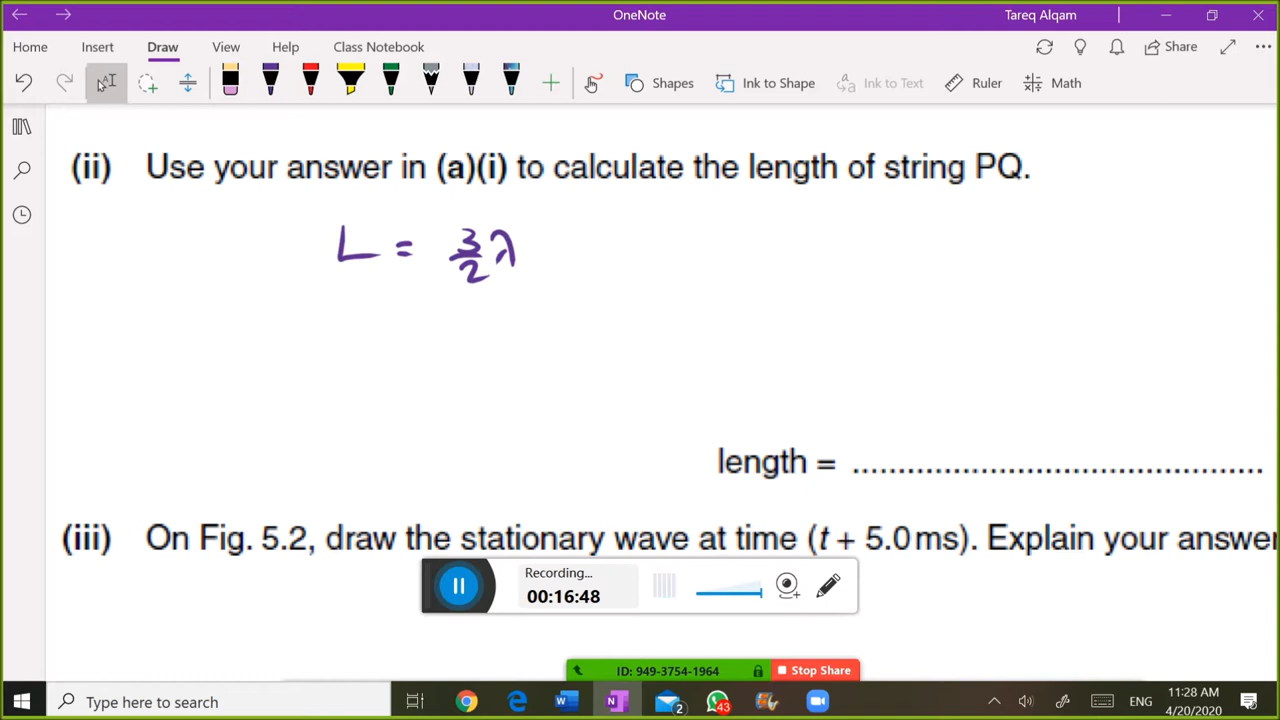 OneNote
Tareq Alqam
Home Insert Draw View Help Class Notebook
Share
Shapes Ink to Shape Ink to Text Ruler Math
(ii) Use your answer in (a)(i) to calculate the length of string PQ.
L = 3/2 λ
length = ............................................
(iii) On Fig. 5.2, draw the stationary wave at time (t + 5.0 ms). Explain your answer
Recording...
00:16:48
ID: 949-3754-1964 Stop Share
Type here to search
2
43
ENG
11:28 AM
4/20/2020